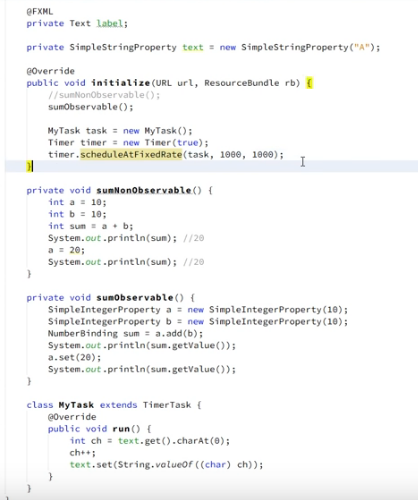 @FXML
private Text label;
private SimpleStringProperty text = new SimpleStringProperty("A");
@Override
public void initialize(URL url, ResourceBundle rb) {
//sumNonObservable();
sumObservable();
MyTask task = new MyTask();
Timer timer = new Timer(true);
timer.scheduleAtFixedRate(task, 1000, 1000);
}
private void sumNonObservable() {
int a = 10;
int b = 10;
int sum = a + b;
System.out.println(sum); //20
a = 20;
System.out.println(sum); //20
}
private void sumObservable() {
SimpleIntegerProperty a = new SimpleIntegerProperty(10);
SimpleIntegerProperty b = new SimpleIntegerProperty(10);
NumberBinding sum = a.add(b);
System.out.println(sum.getValue());
a.set(20);
System.out.println(sum.getValue());
}
class MyTask extends TimerTask {
@Override
public void run() {
int ch = text.get().charAt(0);
ch++;
text.set(String.valueOf((char) ch));
}
}